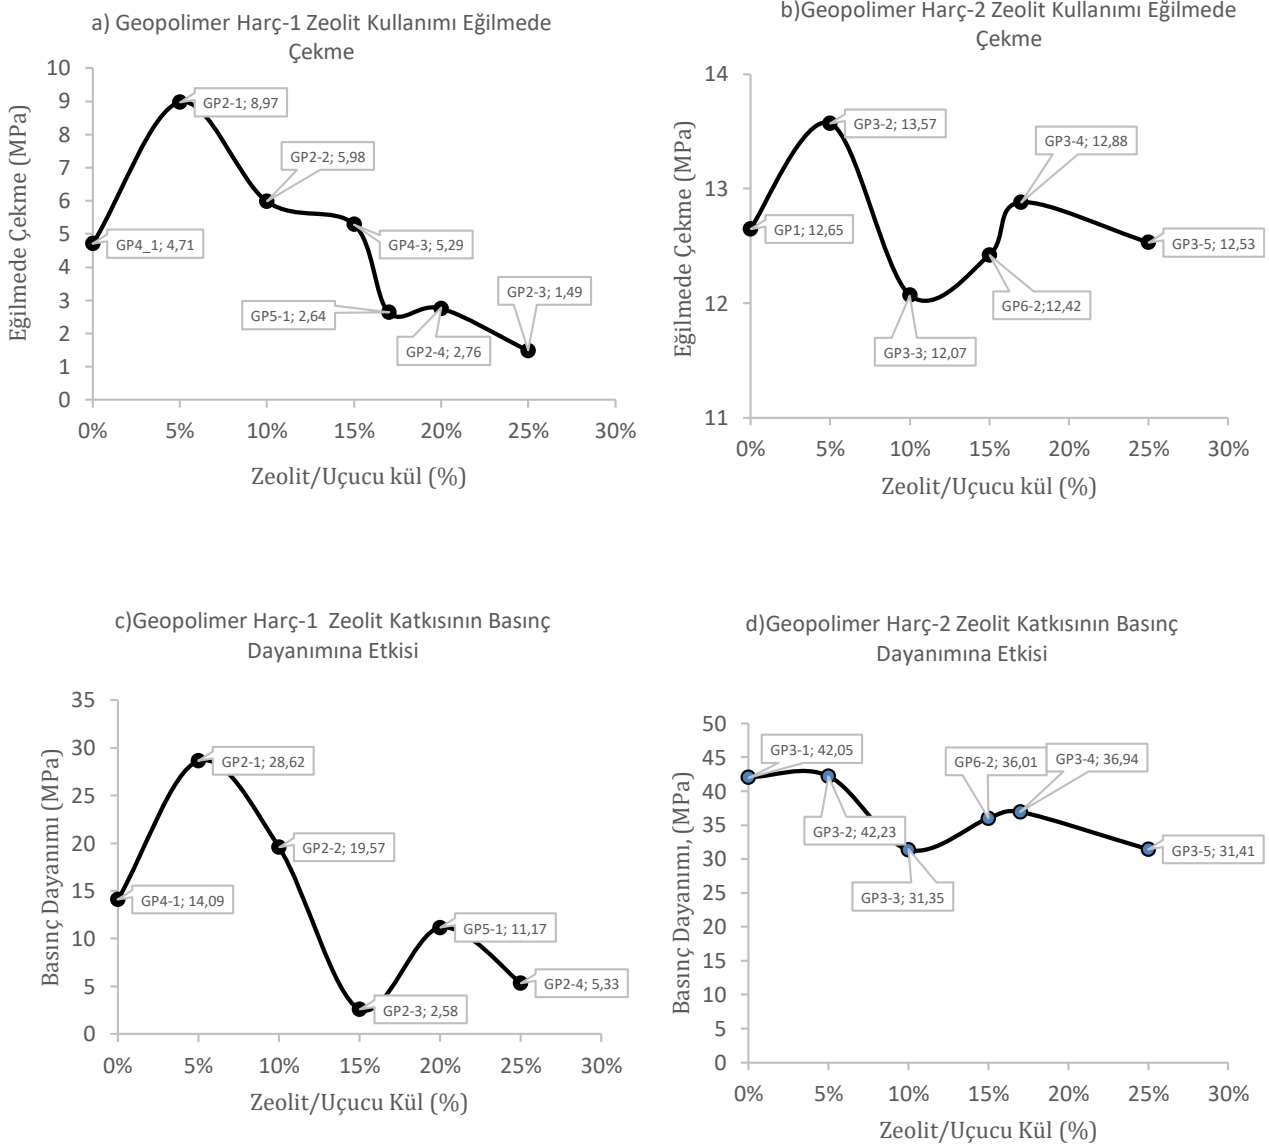 a) Geopolimer Harç-1 Zeolit Kullanımı Eğilmede
Çekme
Eğilmede Çekme (MPa)
10
9
8
7
6
5
4
3
2
1
0
GP4_1; 4,71
GP2-1; 8,97
GP2-2; 5,98
GP4-3; 5,29
GP5-1; 2,64
GP2-4; 2,76
GP2-3; 1,49
0%
5%
10%
15%
20%
25%
30%
Zeolit/Uçucu kül (%)
b)Geopolimer Harç-2 Zeolit Kullanımı Eğilmede
Çekme
Eğilmede Çekme (MPa)
14
13
12
11
GP1; 12,65
GP3-2; 13,57
GP3-3; 12,07
GP6-2;12,42
GP3-4; 12,88
GP3-5; 12,53
0%
5%
10%
15%
20%
25%
30%
Zeolit/Uçucu kül (%)
c)Geopolimer Harç-1  Zeolit Katkısının Basınç
Dayanımına Etkisi
Basınç Dayanımı (MPa)
35
30
25
20
15
10
5
0
GP4-1; 14,09
GP2-1; 28,62
GP2-2; 19,57
GP2-3; 2,58
GP5-1; 11,17
GP2-4; 5,33
0%
5%
10%
15%
20%
25%
30%
Zeolit/Uçucu Kül (%)
d)Geopolimer Harç-2 Zeolit Katkısının Basınç
Dayanımına Etkisi
Basınç Dayanımı, (MPa)
50
45
40
35
30
25
20
15
10
5
0
GP3-1; 42,05
GP3-2; 42,23
GP3-3; 31,35
GP6-2; 36,01
GP3-4; 36,94
GP3-5; 31,41
0%
5%
10%
15%
20%
25%
30%
Zeolit/Uçucu Kül (%)